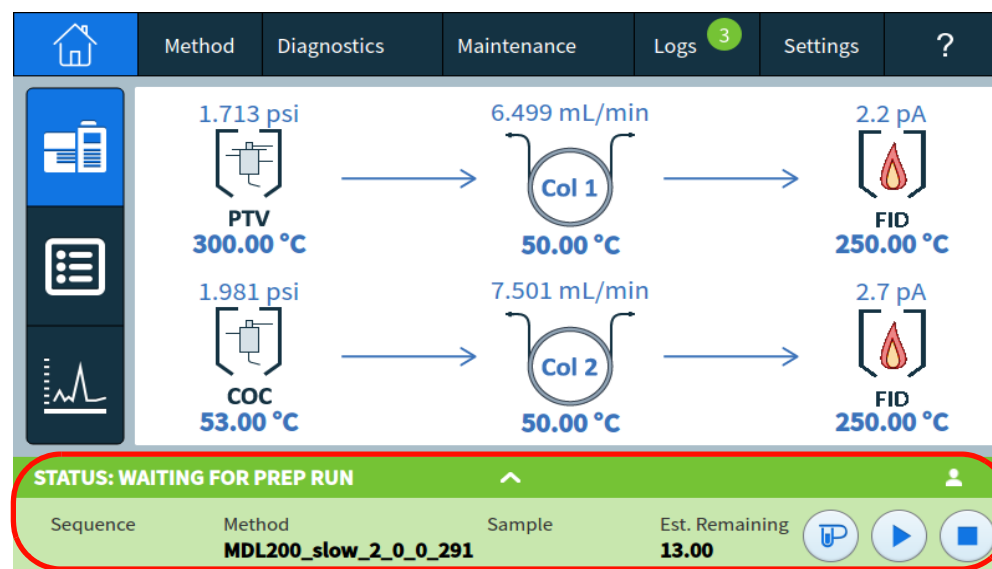 Method Diagnostics Maintenance Logs 3 Settings ?
1.713 psi 6.499 mL/min 2.2 pA
Col 1
PTV FID
300.00 °C 50.00 °C 250.00 °C
1.981 psi 7.501 mL/min 2.7 pA
Col 2
COC FID
53.00 °C 50.00 °C 250.00 °C
STATUS: WAITING FOR PREP RUN
Sequence Method Sample Est. Remaining
MDL200_slow_2_0_0_291 13.00
P